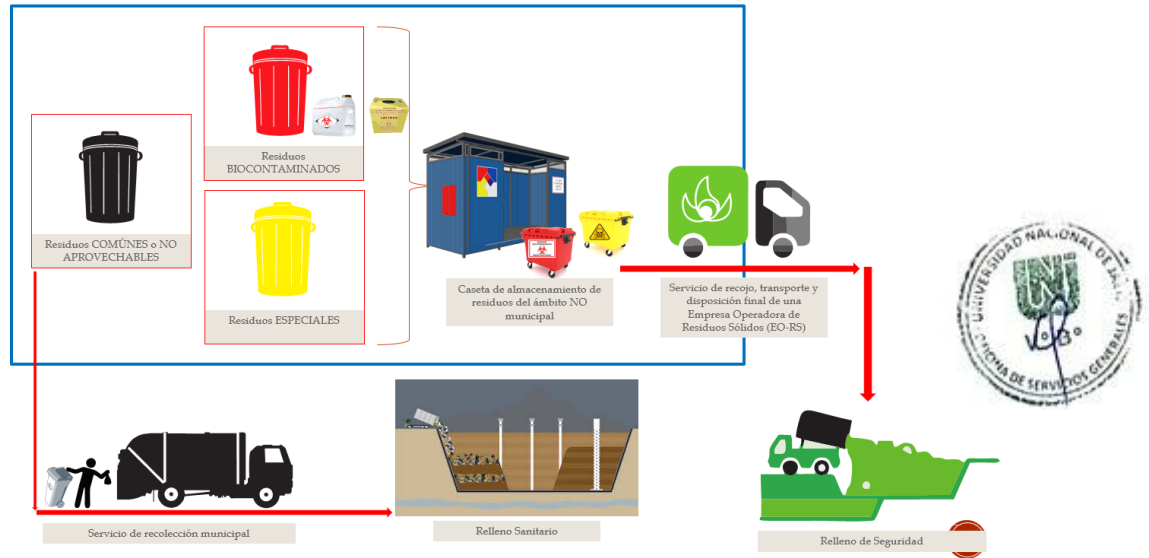 Residuos
BIOCONTAMINADOS
Residuos COMÚNES o NO
APROVECHABLES
Residuos ESPECIALES
Caseta de almacenamiento de
residuos del ámbito NO
municipal
Servicio de recojo, transporte y
disposición final de una
Empresa Operadora de
Residuos Sólidos (EO-RS)
UNIVERSIDAD NACIONAL DE
V°B°
OFICINA DE SERVICIOS GENERALES
Servicio de recolección municipal
Relleno Sanitario
Relleno de Seguridad